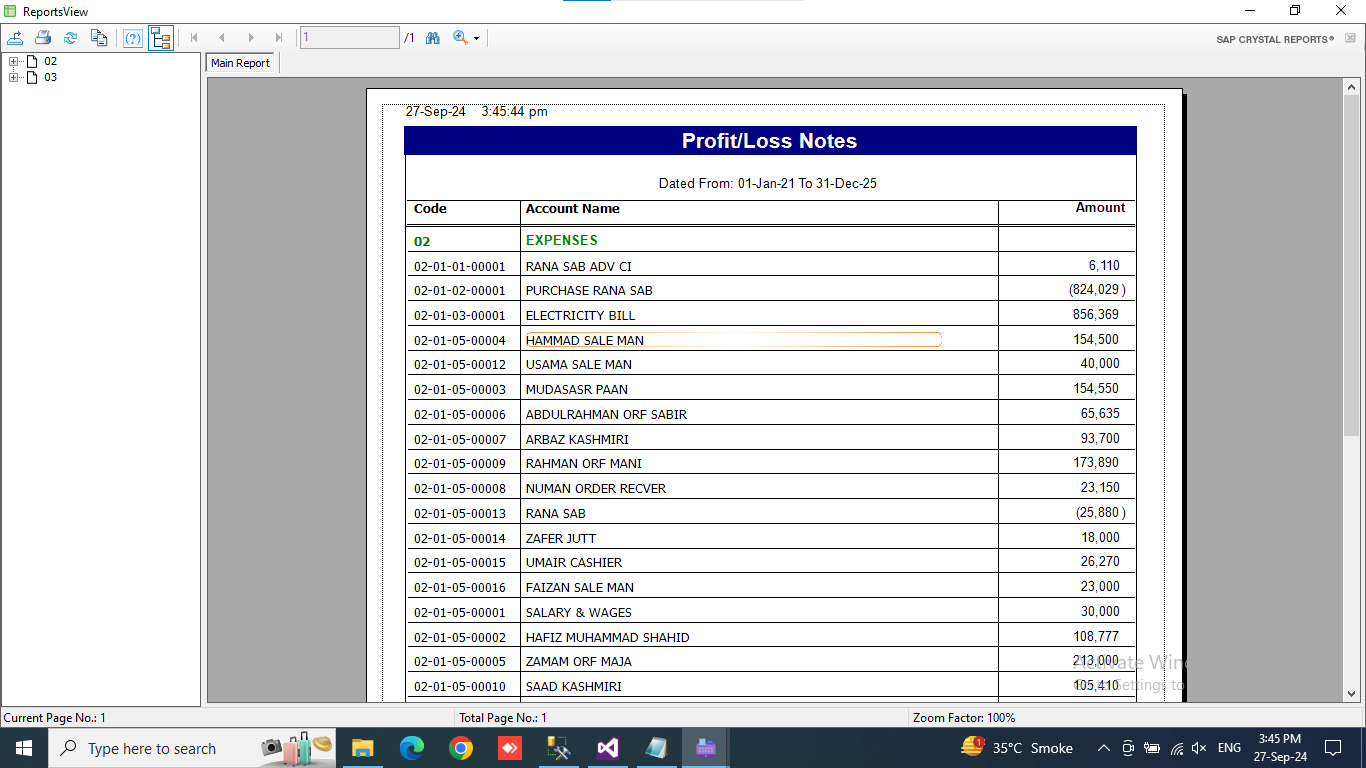 ReportsView
1 /1 SAP CRYSTAL REPORTS®
02
03
Main Report
27-Sep-24 3:45:44 pm
Profit/Loss Notes
Dated From: 01-Jan-21 To 31-Dec-25
Code Account Name Amount
02 EXPENSES
02-01-01-00001 RANA SAB ADV CI 6,110
02-01-02-00001 PURCHASE RANA SAB (824,029 )
02-01-03-00001 ELECTRICITY BILL 856,369
02-01-05-00004 HAMMAD SALE MAN 154,500
02-01-05-00012 USAMA SALE MAN 40,000
02-01-05-00003 MUDASASR PAAN 154,550
02-01-05-00006 ABDULRAHMAN ORF SABIR 65,635
02-01-05-00007 ARBAZ KASHMIRI 93,700
02-01-05-00009 RAHMAN ORF MANI 173,890
02-01-05-00008 NUMAN ORDER RECVER 23,150
02-01-05-00013 RANA SAB (25,880 )
02-01-05-00014 ZAFER JUTT 18,000
02-01-05-00015 UMAIR CASHIER 26,270
02-01-05-00016 FAIZAN SALE MAN 23,000
02-01-05-00001 SALARY & WAGES 30,000
02-01-05-00002 HAFIZ MUHAMMAD SHAHID 108,777
02-01-05-00005 ZAMAM ORF MAJA 213,000
02-01-05-00010 SAAD KASHMIRI 105,410
Current Page No.: 1 Total Page No.: 1 Zoom Factor: 100%
Type here to search 1 35°C Smoke ENG 3:45 PM
27-Sep-24